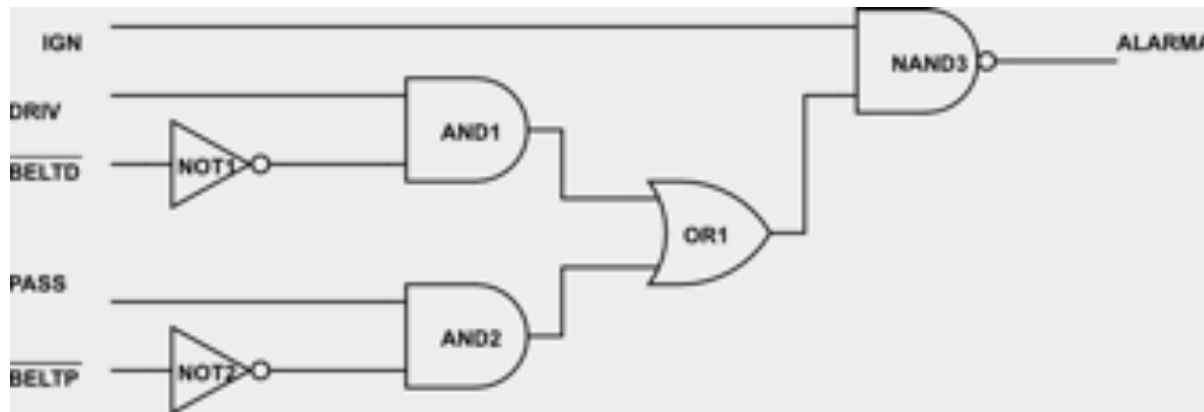 IGN
ALARMA
NAND3
DRIV
AND1
BELTD
NOT1
OR1
PASS
AND2
BELTP
NOT2